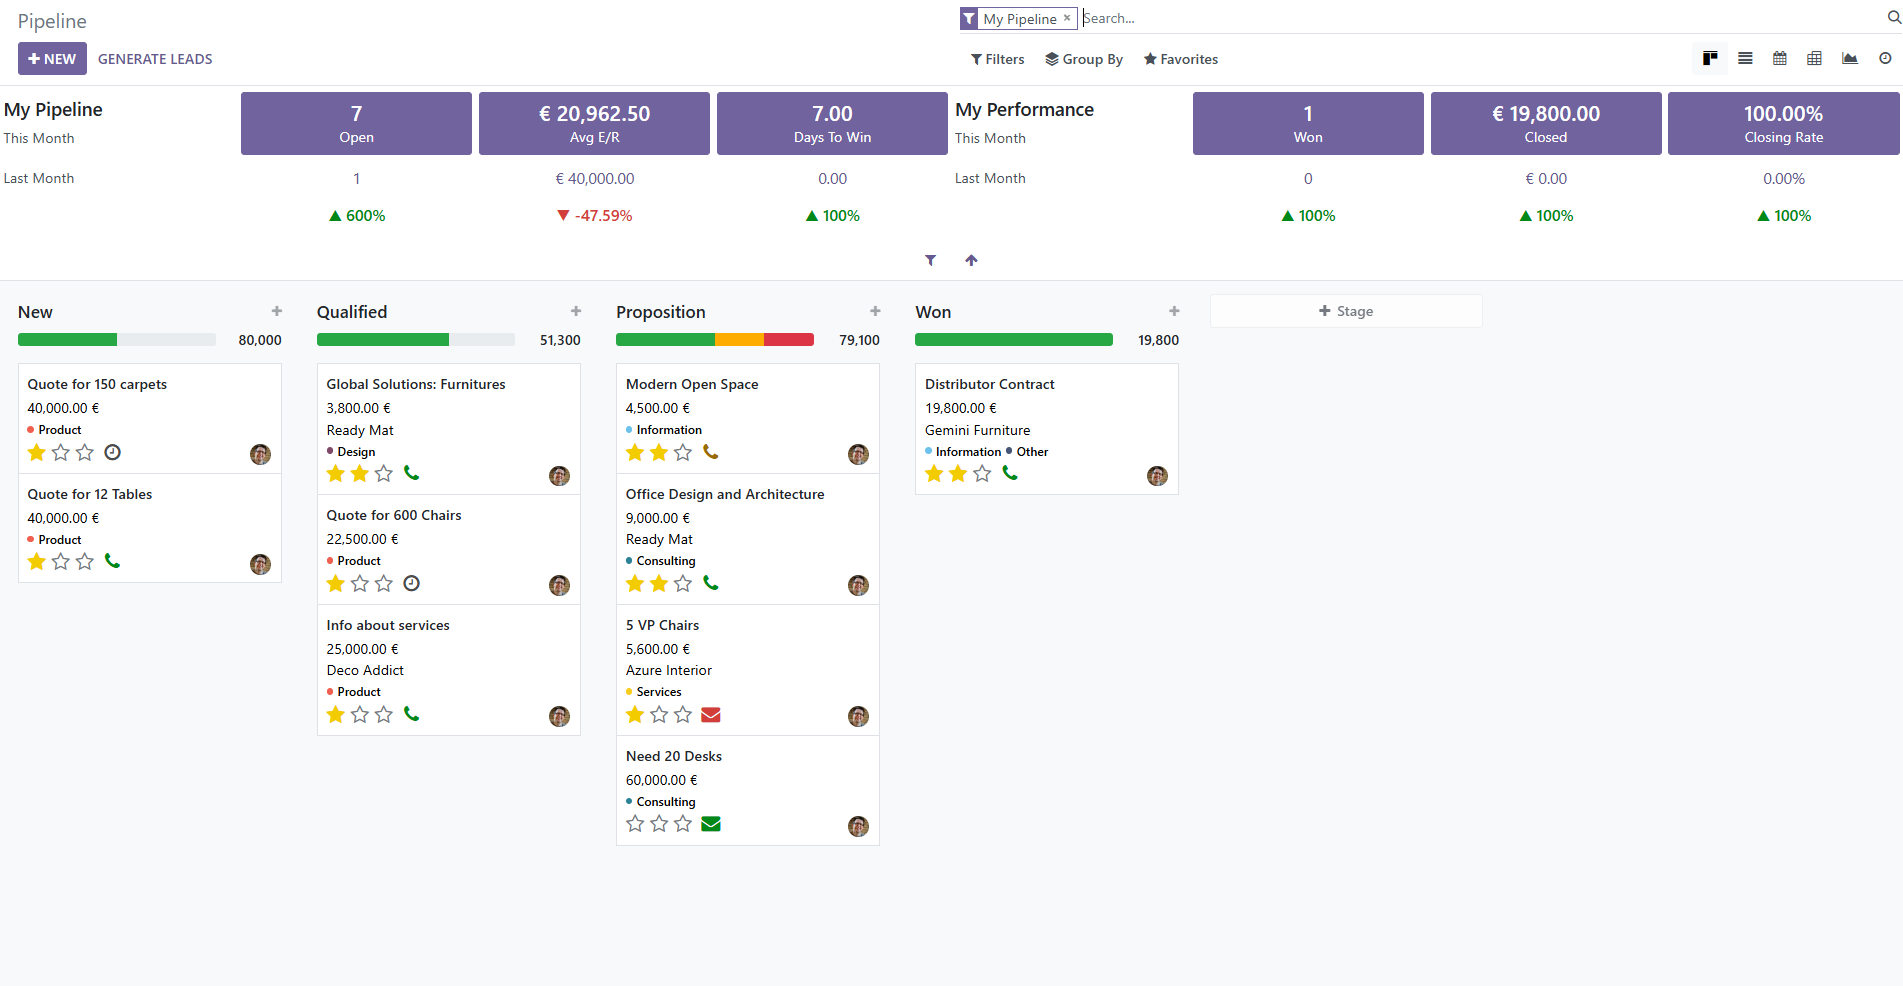 Pipeline
My Pipeline × Search...
NEW GENERATE LEADS
Filters Group By Favorites
My Pipeline
This Month
7
Open
€ 20,962.50
Avg E/R
7.00
Days To Win
My Performance
This Month
1
Won
€ 19,800.00
Closed
100.00%
Closing Rate
Last Month 1 € 40,000.00 0.00
Last Month 0 € 0.00 0.00%
600% -47.59% 100%
100% 100% 100%
New
80,000
Quote for 150 carpets
40,000.00 €
Product
Quote for 12 Tables
40,000.00 €
Product
Qualified
51,300
Global Solutions: Furnitures
3,800.00 €
Ready Mat
Design
Quote for 600 Chairs
22,500.00 €
Product
Info about services
25,000.00 €
Deco Addict
Product
Proposition
79,100
Modern Open Space
4,500.00 €
Information
Office Design and Architecture
9,000.00 €
Ready Mat
Consulting
5 VP Chairs
5,600.00 €
Azure Interior
Services
Need 20 Desks
60,000.00 €
Consulting
Won
19,800
Distributor Contract
19,800.00 €
Gemini Furniture
Information Other
Stage